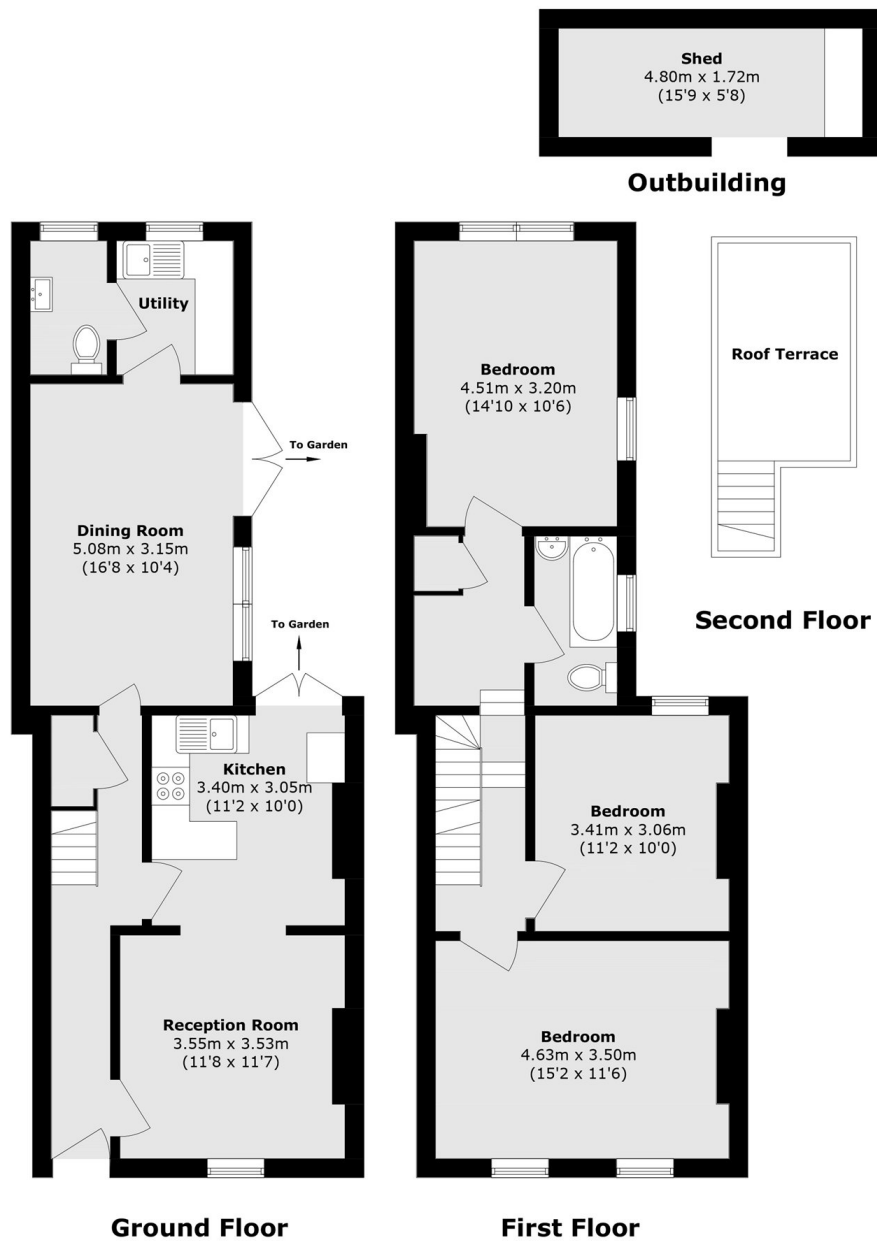 Shed
4.80m x 1.72m
(15'9 x 5'8)
Outbuilding
Utility
To Garden
Dining Room
5.08m x 3.15m
(16'8 x 10'4)
To Garden
Kitchen
3.40m x 3.05m
(11'2 x 10'0)
Reception Room
3.55m x 3.53m
(11'8 x 11'7)
Ground Floor
Bedroom
4.51m x 3.20m
(14'10 x 10'6)
Bedroom
3.41m x 3.06m
(11'2 x 10'0)
Bedroom
4.63m x 3.50m
(15'2 x 11'6)
First Floor
Roof Terrace
Second Floor